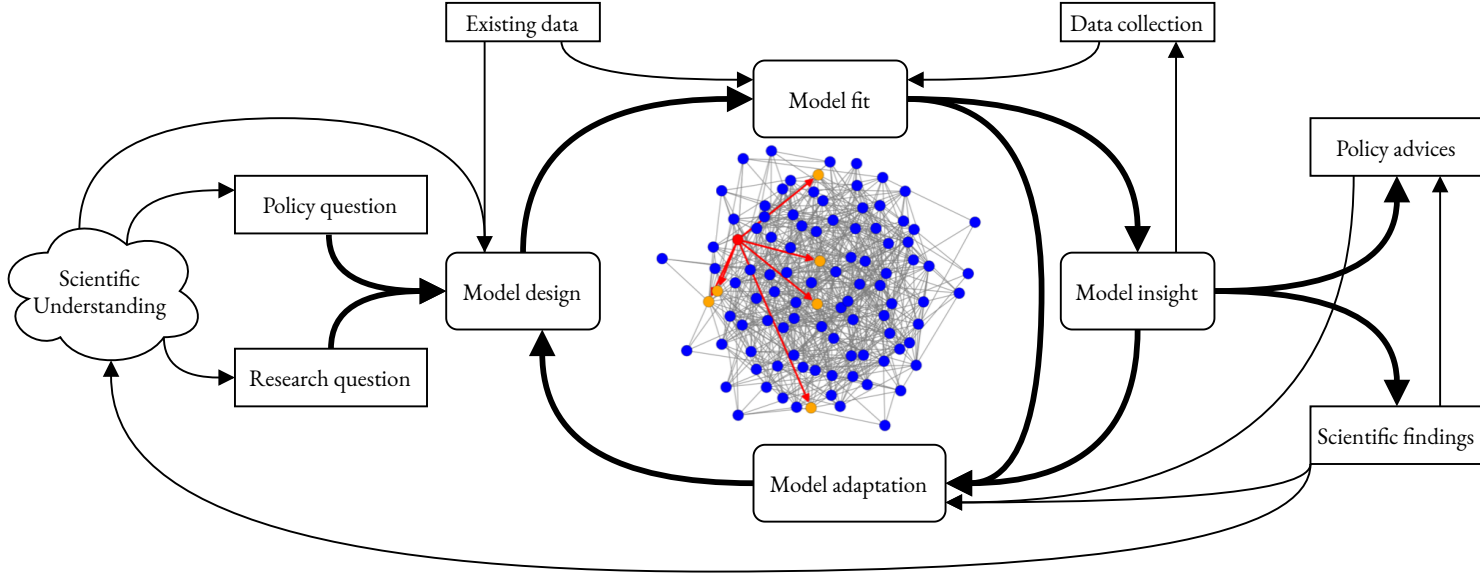 Existing data
Data collection
Model fit
Policy advices
Policy question
Scientific
Understanding
Model design
Model insight
Research question
Scientific findings
Model adaptation